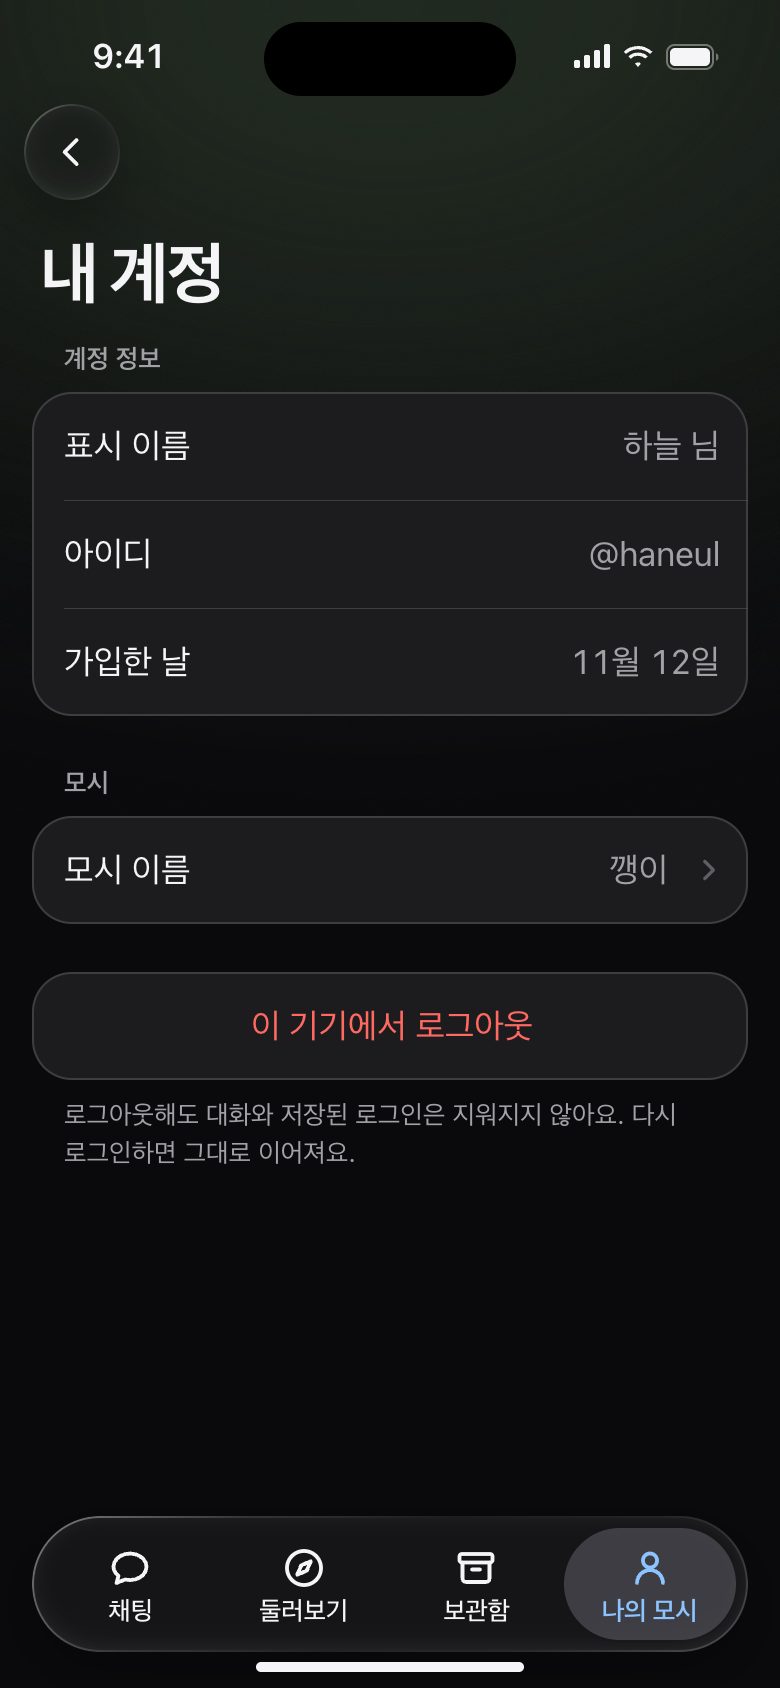 9:41
내 계정
계정 정보
표시 이름 하늘 님
아이디 @haneul
가입한 날 11월 12일
모시
모시 이름 깽이
이 기기에서 로그아웃
로그아웃해도 대화와 저장된 로그인은 지워지지 않아요. 다시
로그인하면 그대로 이어져요.
채팅 둘러보기 보관함 나의 모시